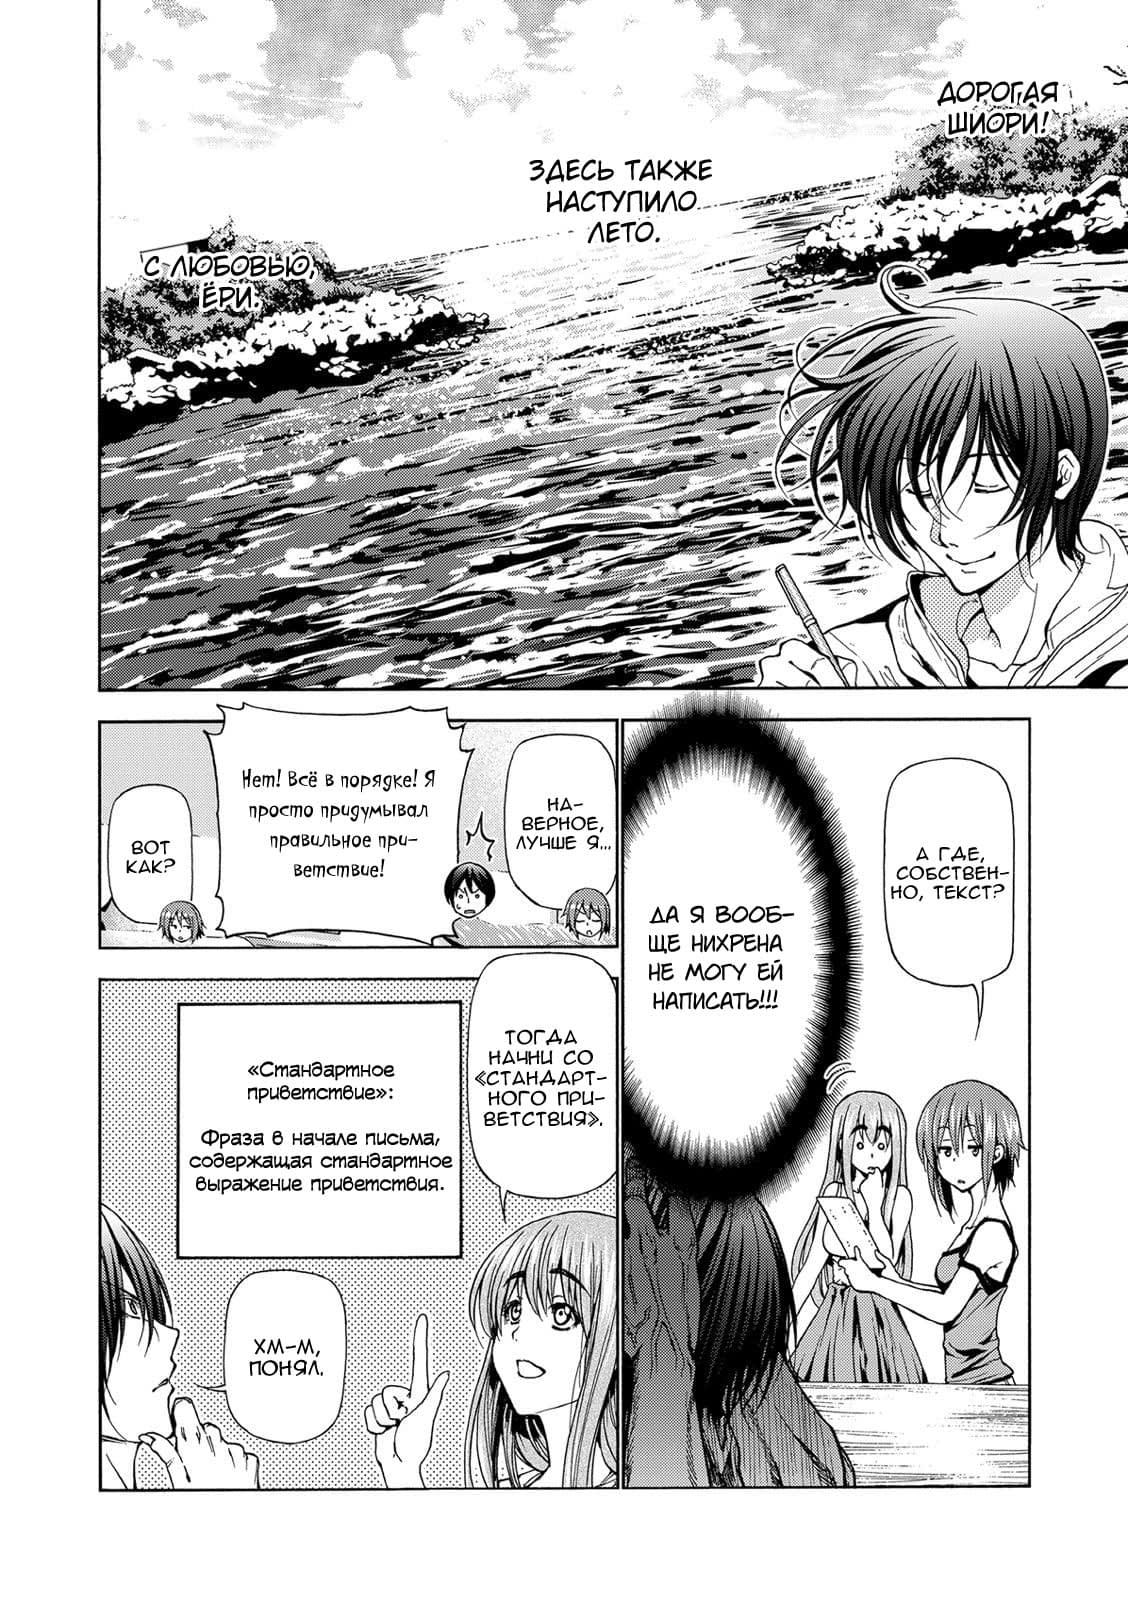 ДОРОГАЯ
ШИОРИ!
ЗДЕСЬ ТАКЖЕ
НАСТУПИЛО
ЛЕТО.
С ЛЮБОВЬЮ,
ЁРИ.
А ГДЕ,
СОБСТВЕН-
НО, ТЕКСТ?
ДА Я ВООБ-
ЩЕ НИХРЕНА
НЕ МОГУ ЕЙ
НАПИСАТЬ!!!
НА-
ВЕРНОЕ,
ЛУЧШЕ Я...
Нет! Всё в порядке! Я
просто придумывал
правильное при-
ветствие!
ВОТ
КАК?
ТОГДА
НАЧНИ СО
«СТАНДАРТ-
НОГО ПРИ-
ВЕТСТВИЯ».
«Стандартное
приветствие»:
Фраза в начале письма,
содержащая стандартное
выражение приветствия.
ХМ-М,
ПОНЯЛ.